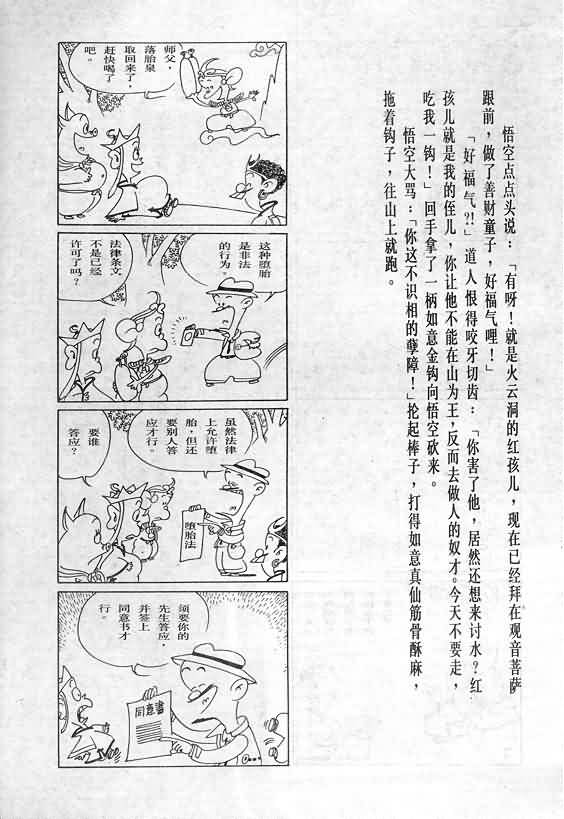 悟空点点头说：「有呀！就是火云洞的红孩儿，现在已经拜在观音菩萨
跟前，做了善财童子，好福气哩！」
「好福气?!」道人恨得咬牙切齿：「你害了他，居然还想来讨水？红
孩儿就是我的侄儿，你让他不能在山为王，反而去做人的奴才。今天不要走，
吃我一钩！」回手拿了一柄如意金钩向悟空砍来。
悟空大骂：「你这不识相的孽障！」抡起棒子，打得如意真仙筋骨酥麻，
拖着钩子，往山上就跑。
师父，
落胎泉
取回来了，
赶快喝了
吧。
这种堕胎
是非法
的行为。
法律条文
不是已经
许可了吗？
虽然法律
上允许堕
胎，但还
要别人答
应才行。
要谁
答应？
堕胎法
须要你的
先生答应，
并签上
同意书才
行。
同意書